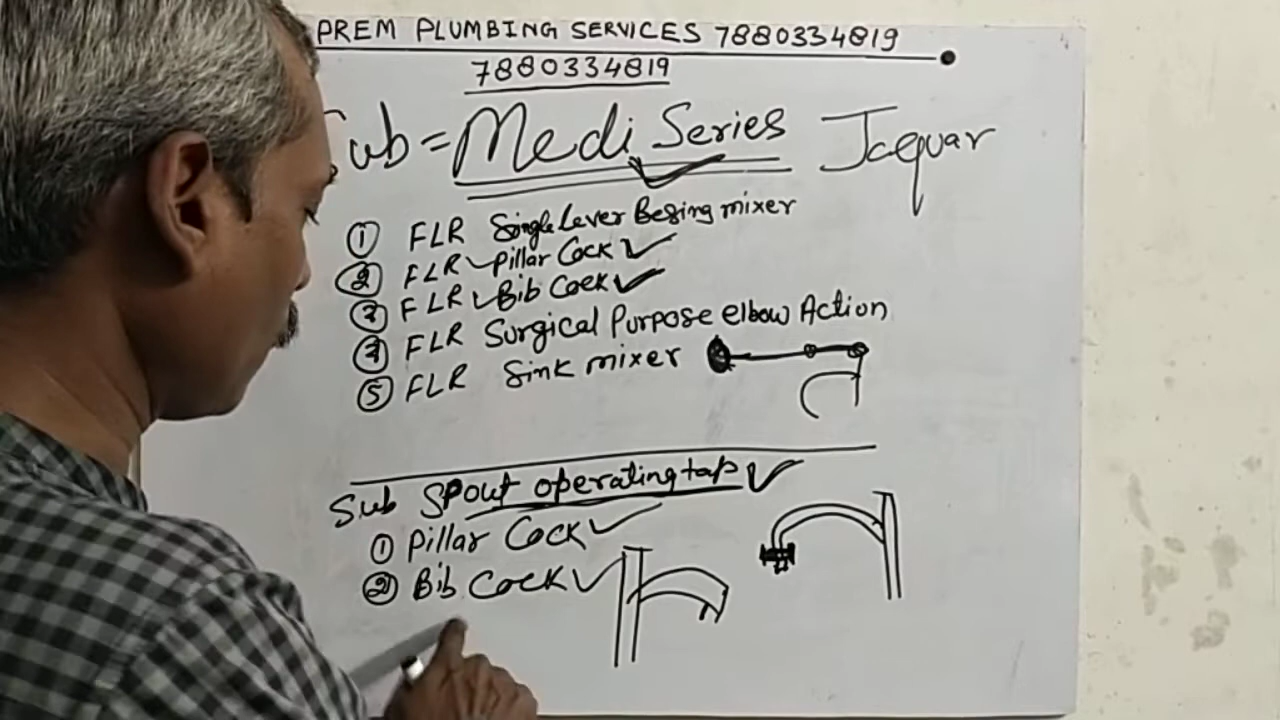 PREM PLUMBING SERVICES 7880334819
7880334819
Sub = Medi Series Jaquar
① FLR Single Lever Besing mixer
② FLR Pillar Cock
③ FLR Bib Cock
④ FLR Surgical Purpose elbow Action
⑤ FLR Sink mixer
Sub Spout operating tap
① Pillar Cock
② Bib Cock